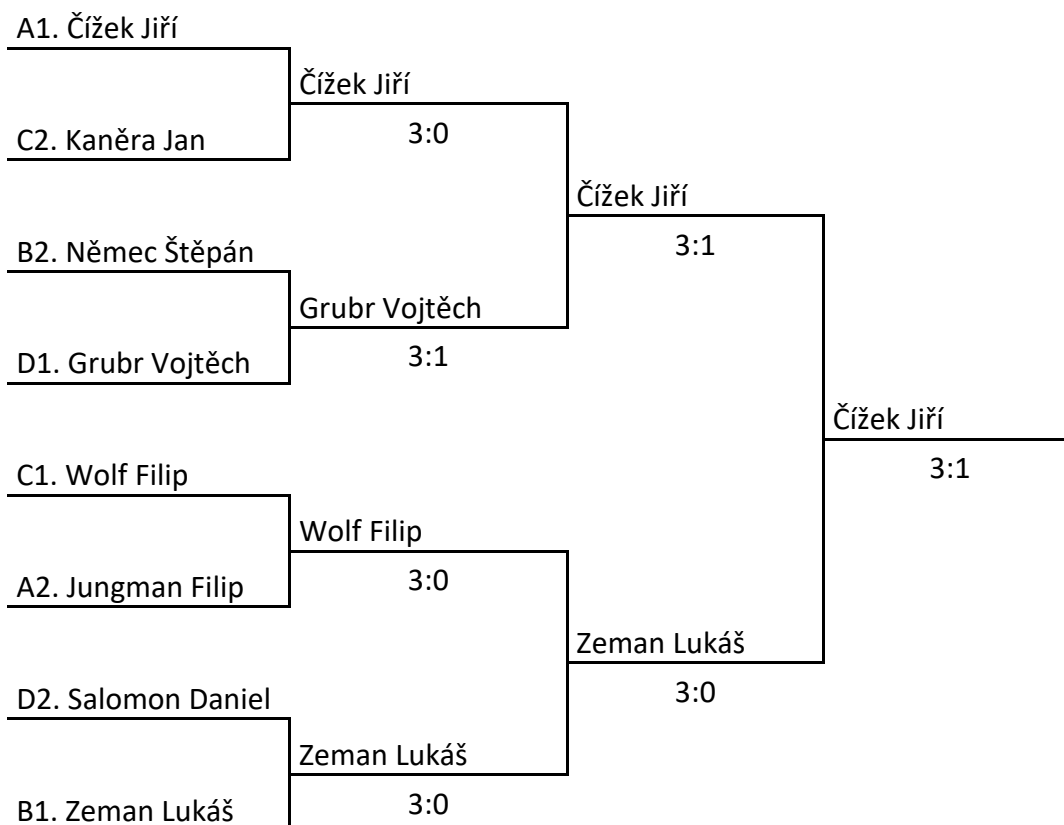 A1. Čížek Jiří
Čížek Jiří
3:0
C2. Kaněra Jan
Čížek Jiří
3:1
B2. Němec Štěpán
Grubr Vojtěch
3:1
D1. Grubr Vojtěch
Čížek Jiří
3:1
C1. Wolf Filip
Wolf Filip
3:0
A2. Jungman Filip
Zeman Lukáš
3:0
D2. Salomon Daniel
Zeman Lukáš
3:0
B1. Zeman Lukáš